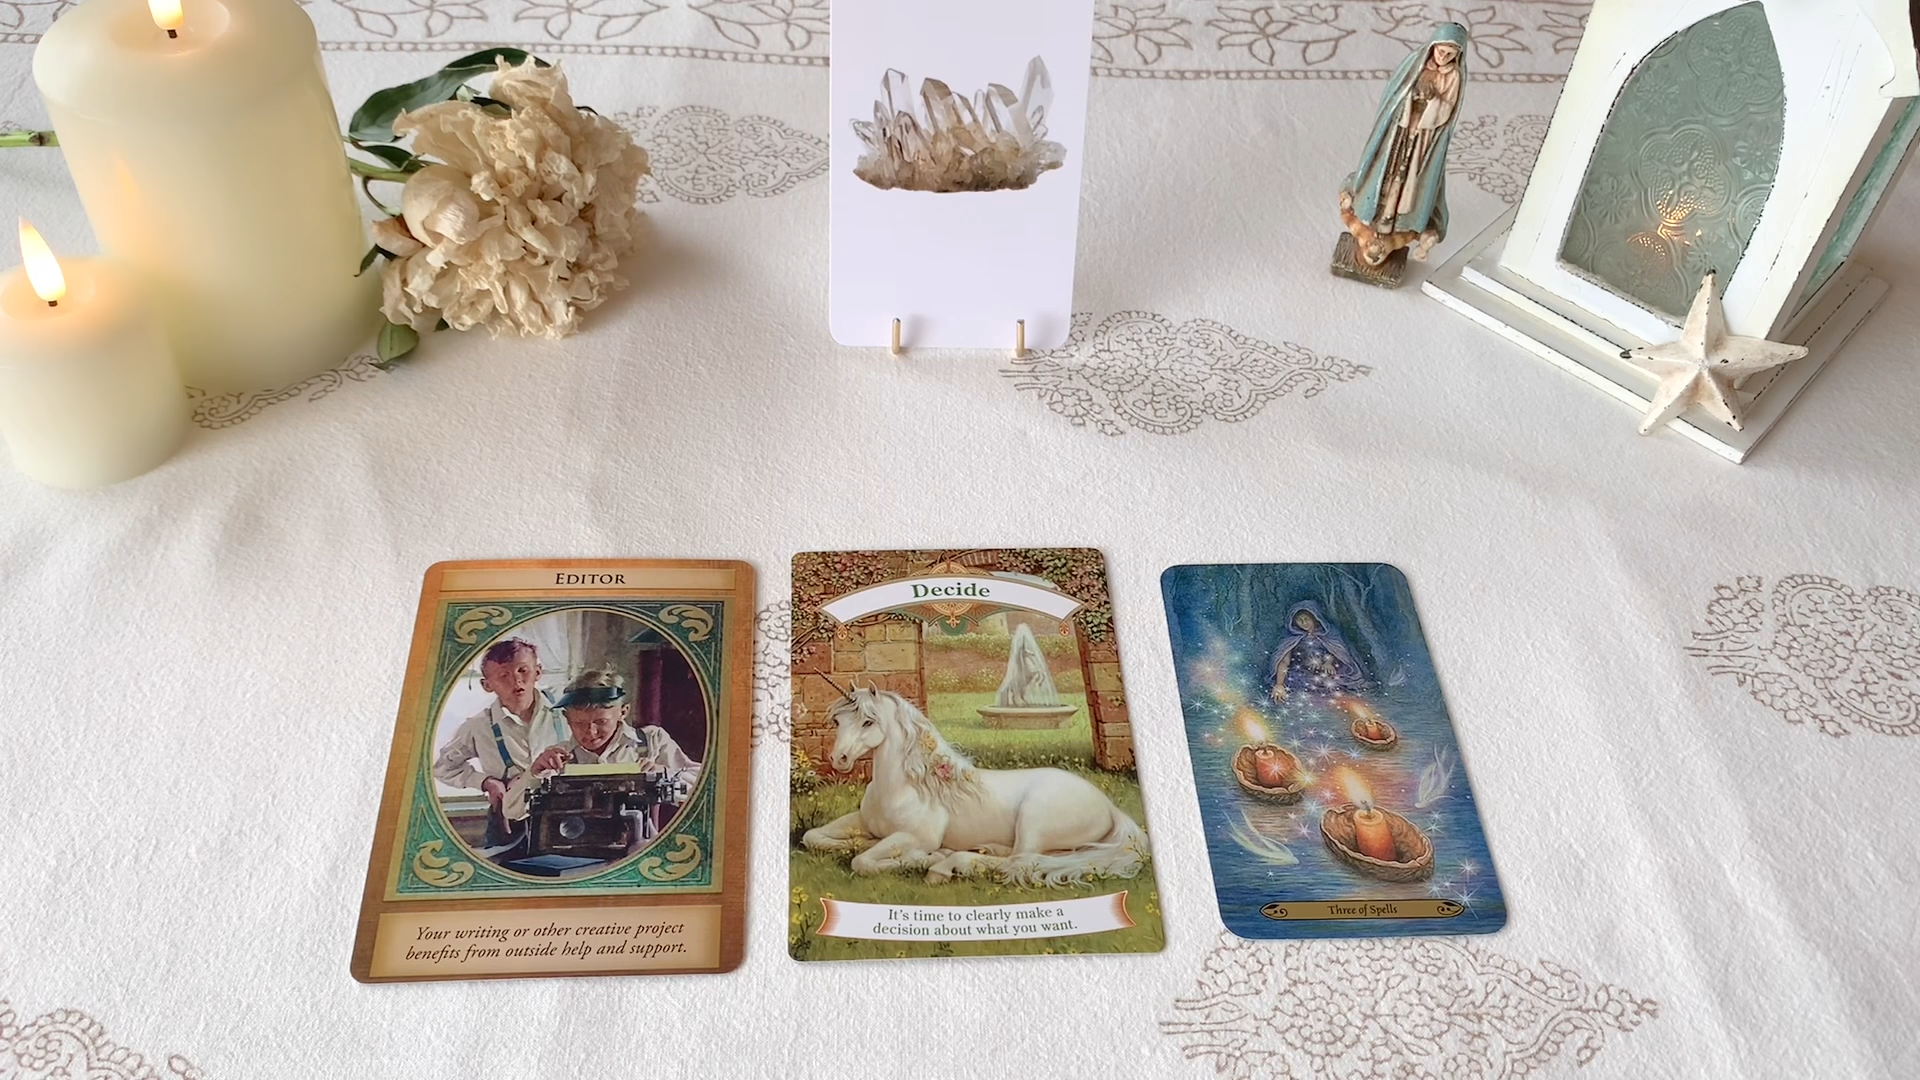 EDITOR
Your writing or other creative project
benefits from outside help and support.
Decide
It's time to clearly make a
decision about what you want.
Three of Spells